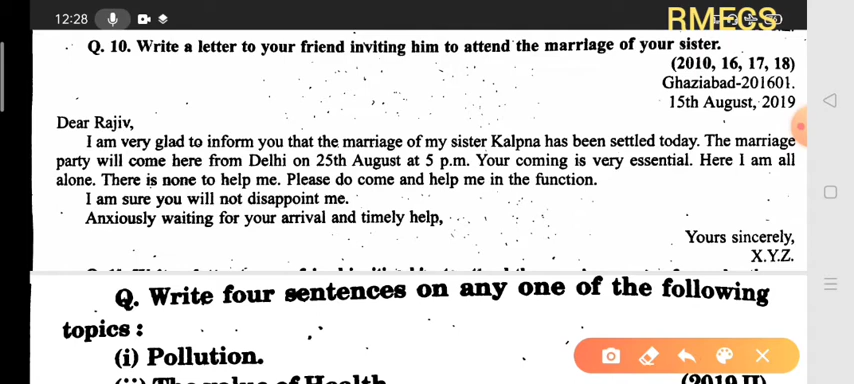 12:28
RMECS
Q. 10. Write a letter to your friend inviting him to attend the marriage of your sister.
(2010, 16, 17, 18)
Ghaziabad-201601.
15th August, 2019
Dear Rajiv,
I am very glad to inform you that the marriage of my sister Kalpna has been settled today. The marriage
party will come here from Delhi on 25th August at 5 p.m. Your coming is very essential. Here I am all
alone. There is none to help me. Please do come and help me in the function.
I am sure you will not disappoint me.
Anxiously waiting for your arrival and timely help,
Yours sincerely,
X.Y.Z.
Q. Write four sentences on any one of the following
topics :
(i) Pollution.
(ii) The value of Health
(2019 II)